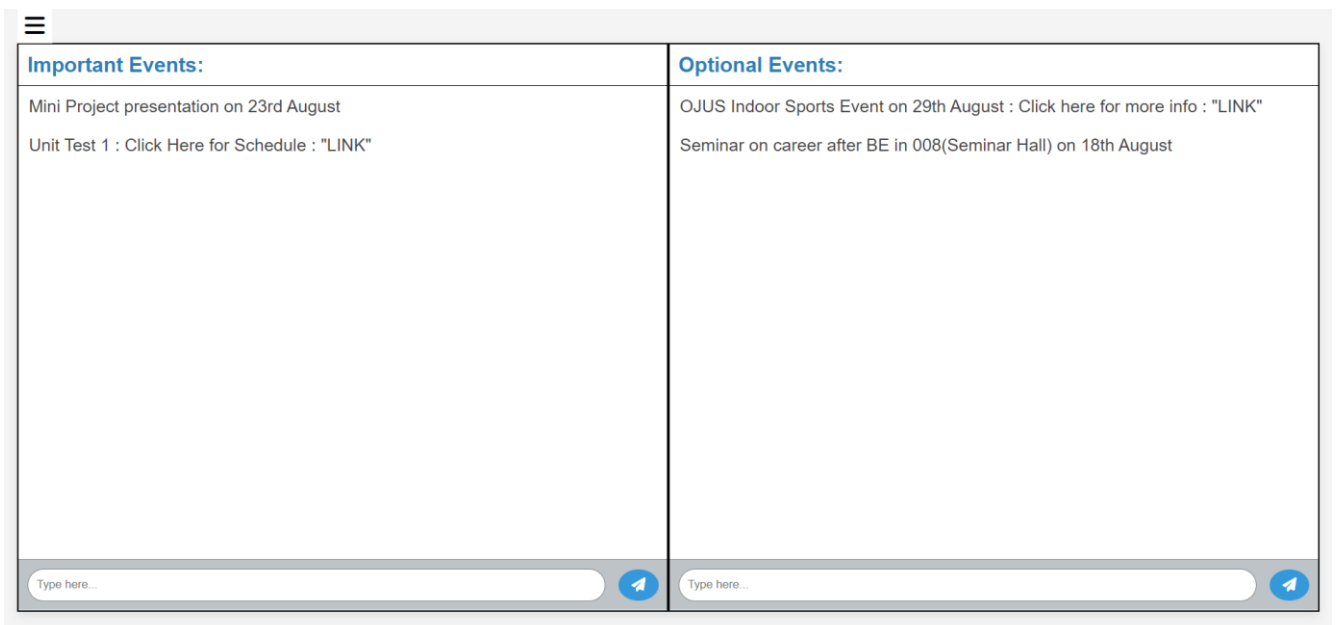 Important Events:
Mini Project presentation on 23rd August
Unit Test 1 : Click Here for Schedule : "LINK"
Type here...
Optional Events:
OJUS Indoor Sports Event on 29th August : Click here for more info : "LINK"
Seminar on career after BE in 008(Seminar Hall) on 18th August
Type here...